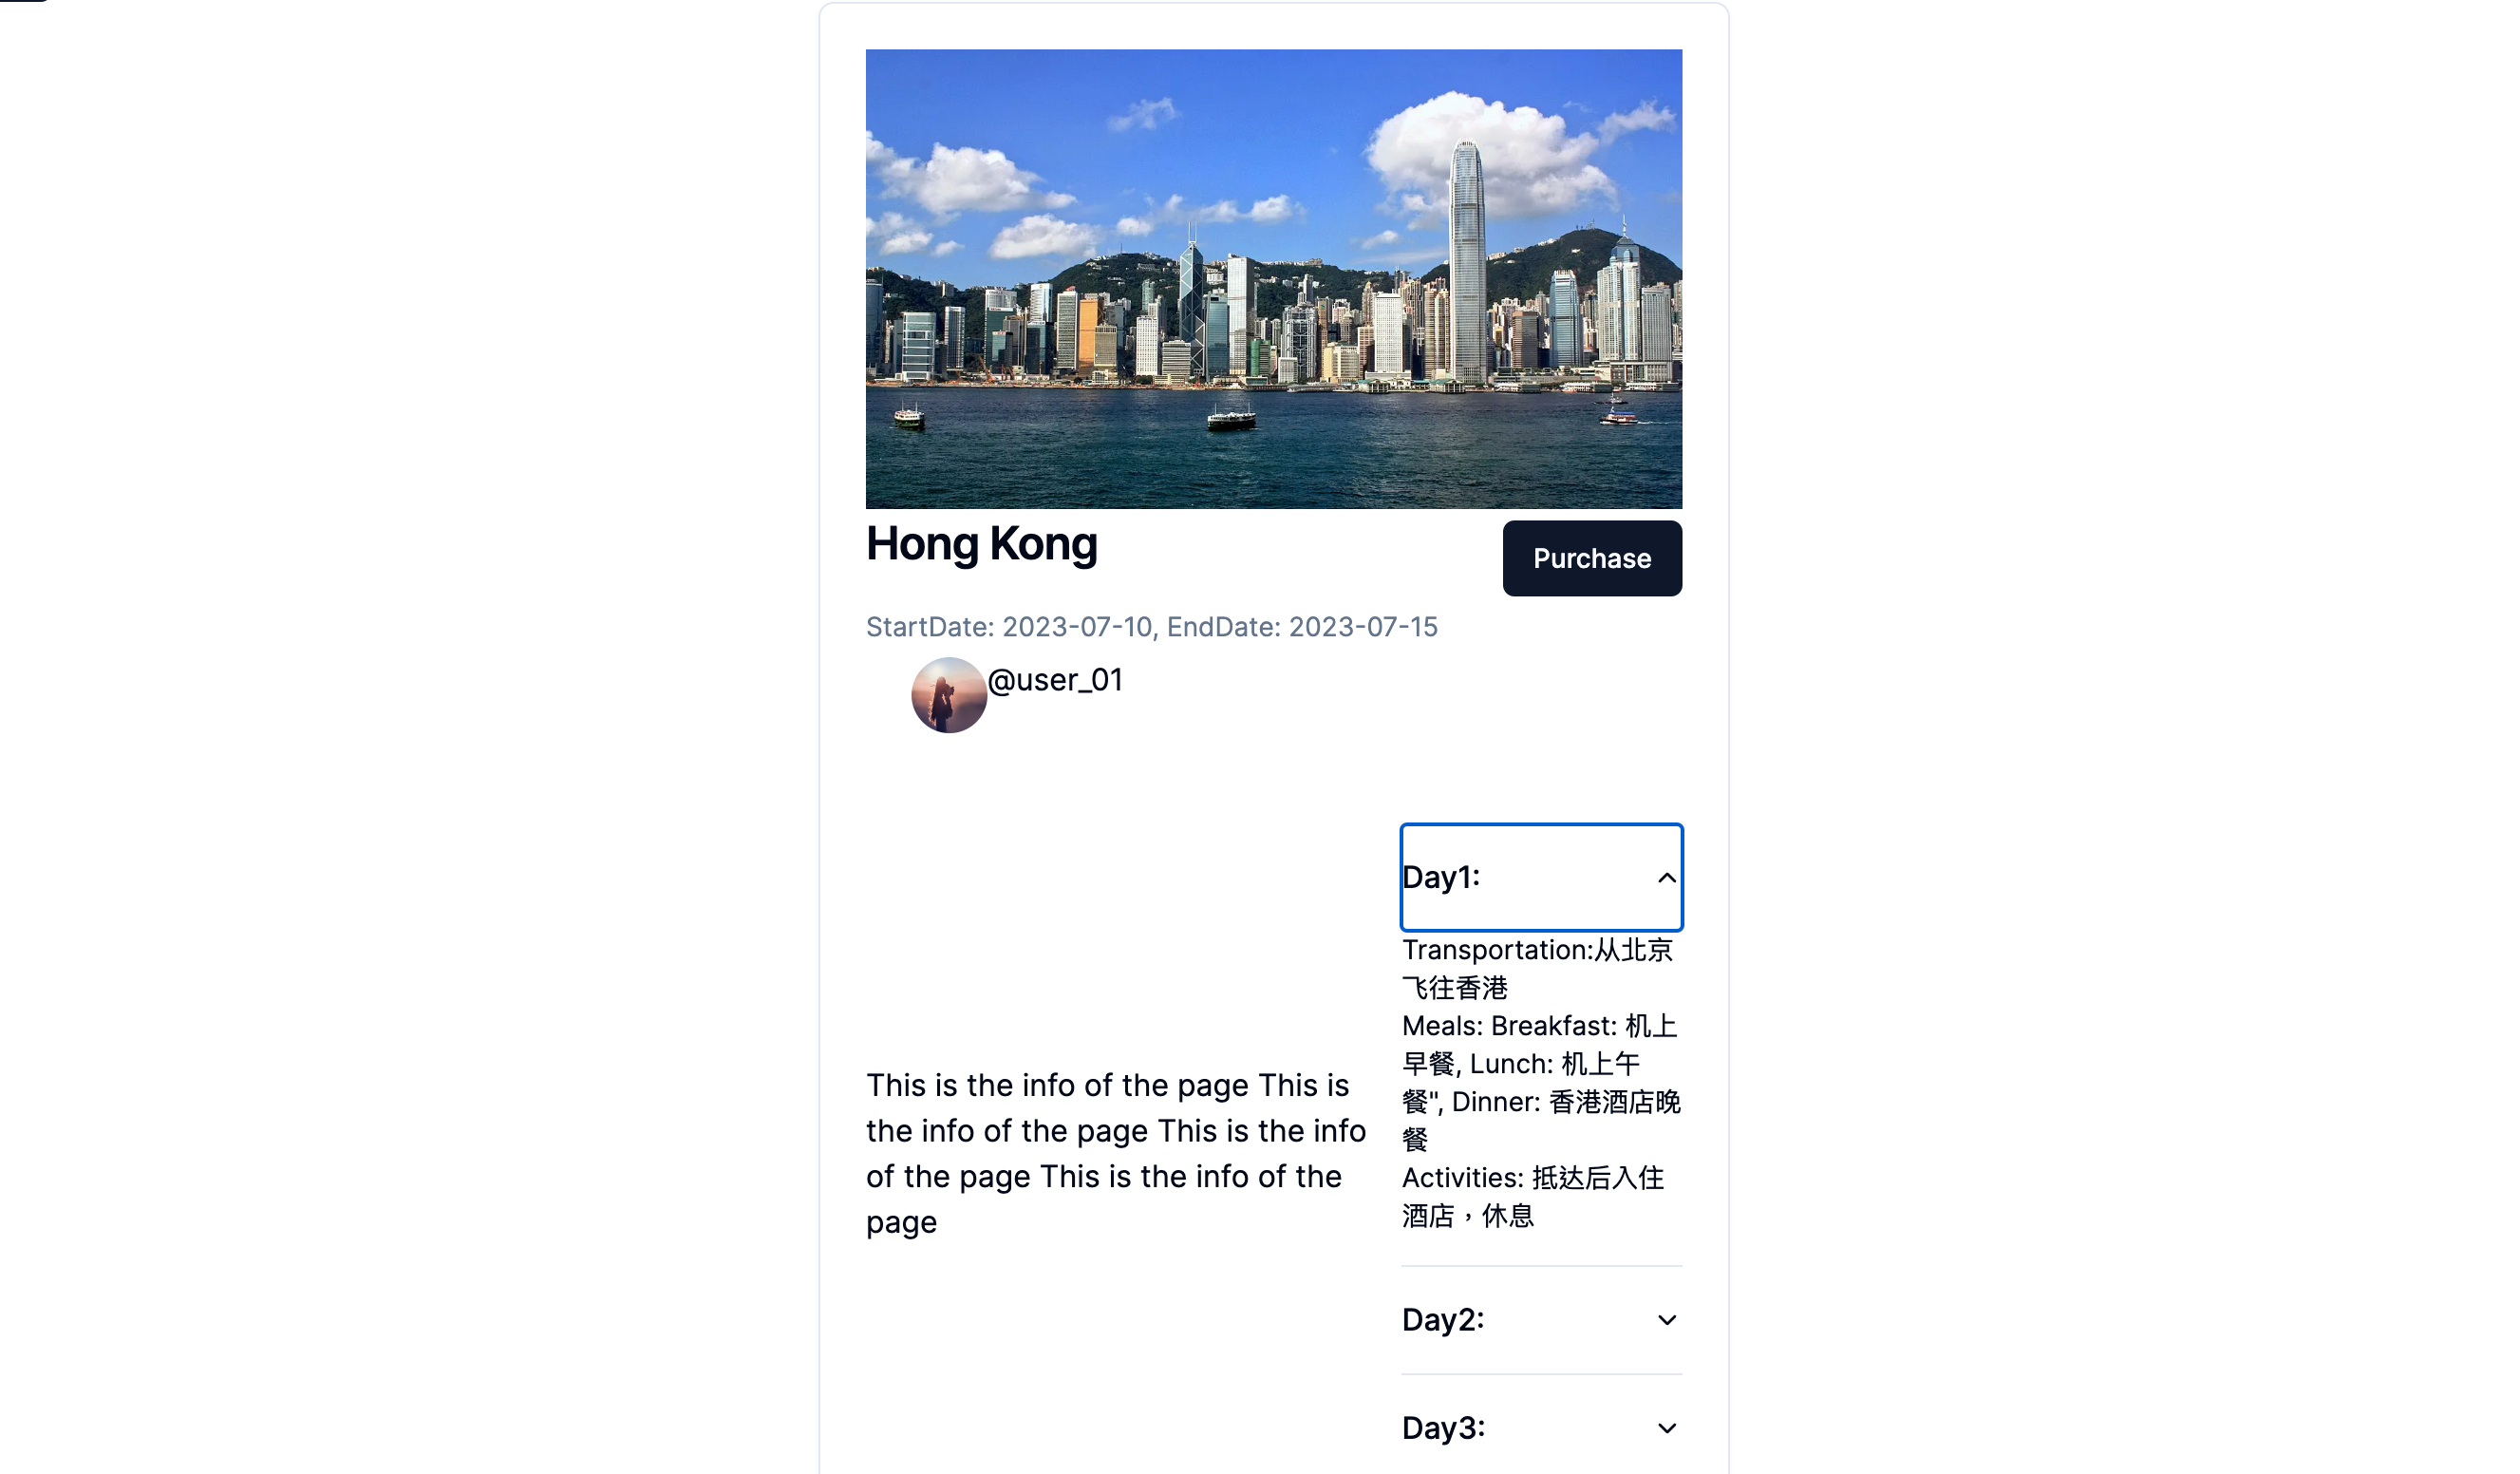 Hong Kong
Purchase
StartDate: 2023-07-10, EndDate: 2023-07-15
@user_01
This is the info of the page This is
the info of the page This is the info
of the page This is the info of the
page
Day1:
Transportation:从北京
飞往香港
Meals: Breakfast: 机上
早餐, Lunch: 机上午
餐", Dinner: 香港酒店晚
餐
Activities: 抵达后入住
酒店，休息
Day2:
Day3: